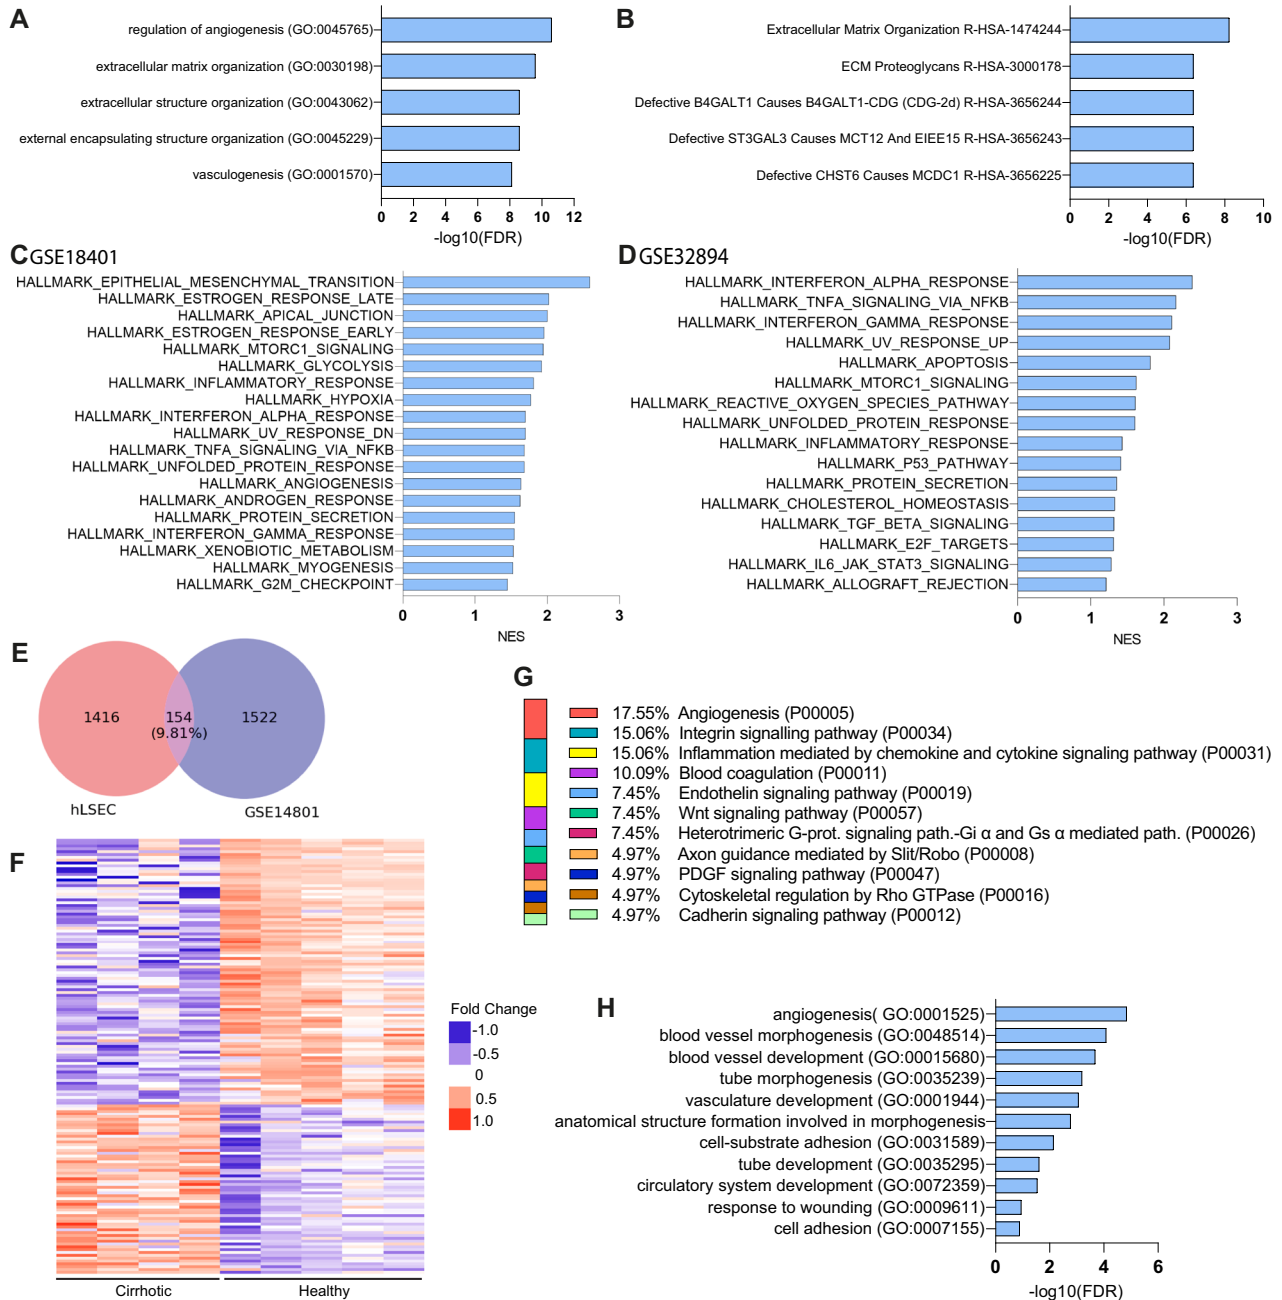 A
regulation of angiogenesis (GO:0045765)
extracellular matrix organization (GO:0030198)
extracellular structure organization (GO:0043062)
external encapsulating structure organization (GO:0045229)
vasculogenesis (GO:0001570)
0 2 4 6 8 10 12
-log10(FDR)
B
Extracellular Matrix Organization R-HSA-1474244
ECM Proteoglycans R-HSA-3000178
Defective B4GALT1 Causes B4GALT1-CDG (CDG-2d) R-HSA-3656244
Defective ST3GAL3 Causes MCT12 And EIEE15 R-HSA-3656243
Defective CHST6 Causes MCDC1 R-HSA-3656225
0 2 4 6 8 10
-log10(FDR)
C GSE18401
HALLMARK_EPITHELIAL_MESENCHYMAL_TRANSITION
HALLMARK_ESTROGEN_RESPONSE_LATE
HALLMARK_APICAL_JUNCTION
HALLMARK_ESTROGEN_RESPONSE_EARLY
HALLMARK_MTORC1_SIGNALING
HALLMARK_GLYCOLYSIS
HALLMARK_INFLAMMATORY_RESPONSE
HALLMARK_HYPOXIA
HALLMARK_INTERFERON_ALPHA_RESPONSE
HALLMARK_UV_RESPONSE_DN
HALLMARK_TNFA_SIGNALING_VIA_NFKB
HALLMARK_UNFOLDED_PROTEIN_RESPONSE
HALLMARK_ANGIOGENESIS
HALLMARK_ANDROGEN_RESPONSE
HALLMARK_PROTEIN_SECRETION
HALLMARK_INTERFERON_GAMMA_RESPONSE
HALLMARK_XENOBIOTIC_METABOLISM
HALLMARK_MYOGENESIS
HALLMARK_G2M_CHECKPOINT
0 1 2 3
NES
D GSE32894
HALLMARK_INTERFERON_ALPHA_RESPONSE
HALLMARK_TNFA_SIGNALING_VIA_NFKB
HALLMARK_INTERFERON_GAMMA_RESPONSE
HALLMARK_UV_RESPONSE_UP
HALLMARK_APOPTOSIS
HALLMARK_MTORC1_SIGNALING
HALLMARK_REACTIVE_OXYGEN_SPECIES_PATHWAY
HALLMARK_UNFOLDED_PROTEIN_RESPONSE
HALLMARK_INFLAMMATORY_RESPONSE
HALLMARK_P53_PATHWAY
HALLMARK_PROTEIN_SECRETION
HALLMARK_CHOLESTEROL_HOMEOSTASIS
HALLMARK_TGF_BETA_SIGNALING
HALLMARK_E2F_TARGETS
HALLMARK_IL6_JAK_STAT3_SIGNALING
HALLMARK_ALLOGRAFT_REJECTION
0 1 2 3
NES
E
1416 154 1522
(9.81%)
hLSEC GSE14801
F
Fold Change
-1.0
-0.5
0
0.5
1.0
Cirrhotic Healthy
G
17.55% Angiogenesis (P00005)
15.06% Integrin signalling pathway (P00034)
15.06% Inflammation mediated by chemokine and cytokine signaling pathway (P00031)
10.09% Blood coagulation (P00011)
7.45% Endothelin signaling pathway (P00019)
7.45% Wnt signaling pathway (P00057)
7.45% Heterotrimeric G-prot. signaling path.-Gi α and Gs α mediated path. (P00026)
4.97% Axon guidance mediated by Slit/Robo (P00008)
4.97% PDGF signaling pathway (P00047)
4.97% Cytoskeletal regulation by Rho GTPase (P00016)
4.97% Cadherin signaling pathway (P00012)
H
angiogenesis( GO:0001525)
blood vessel morphogenesis (GO:0048514)
blood vessel development (GO:00015680)
tube morphogenesis (GO:0035239)
vasculature development (GO:0001944)
anatomical structure formation involved in morphogenesis
cell-substrate adhesion (GO:0031589)
tube development (GO:0035295)
circulatory system development (GO:0072359)
response to wounding (GO:0009611)
cell adhesion (GO:0007155)
0 2 4 6
-log10(FDR)